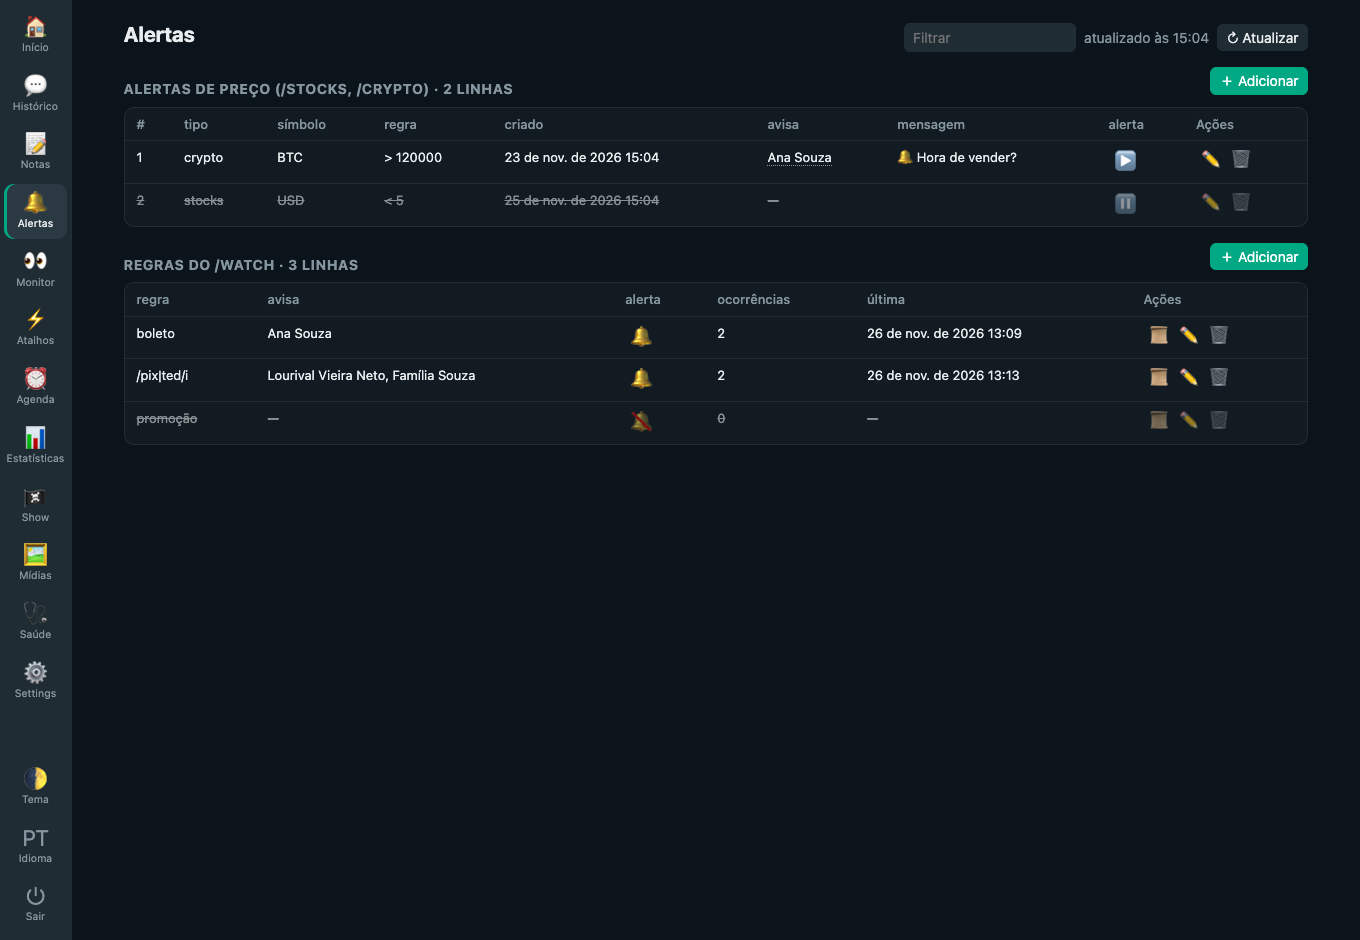 Início
Histórico
Notas
Alertas
Monitor
Atalhos
Agenda
Estatísticas
Show
Mídias
Saúde
Settings
Tema
PT
Idioma
Sair
Alertas
Filtrar
atualizado às 15:04
↻ Atualizar
ALERTAS DE PREÇO (/STOCKS, /CRYPTO) · 2 LINHAS
+ Adicionar
# tipo símbolo regra criado avisa mensagem alerta Ações
1 crypto BTC > 120000 23 de nov. de 2026 15:04 Ana Souza 🔔 Hora de vender? ▶️ ✏️ 🗑️
2 stocks USD < 5 25 de nov. de 2026 15:04 — ⏸️ ✏️ 🗑️
REGRAS DO /WATCH · 3 LINHAS
+ Adicionar
regra avisa alerta ocorrências última Ações
boleto Ana Souza 🔔 2 26 de nov. de 2026 13:09 📜 ✏️ 🗑️
/pix|ted/i Lourival Vieira Neto, Família Souza 🔔 2 26 de nov. de 2026 13:13 📜 ✏️ 🗑️
promoção — 🔕 0 — 📜 ✏️ 🗑️